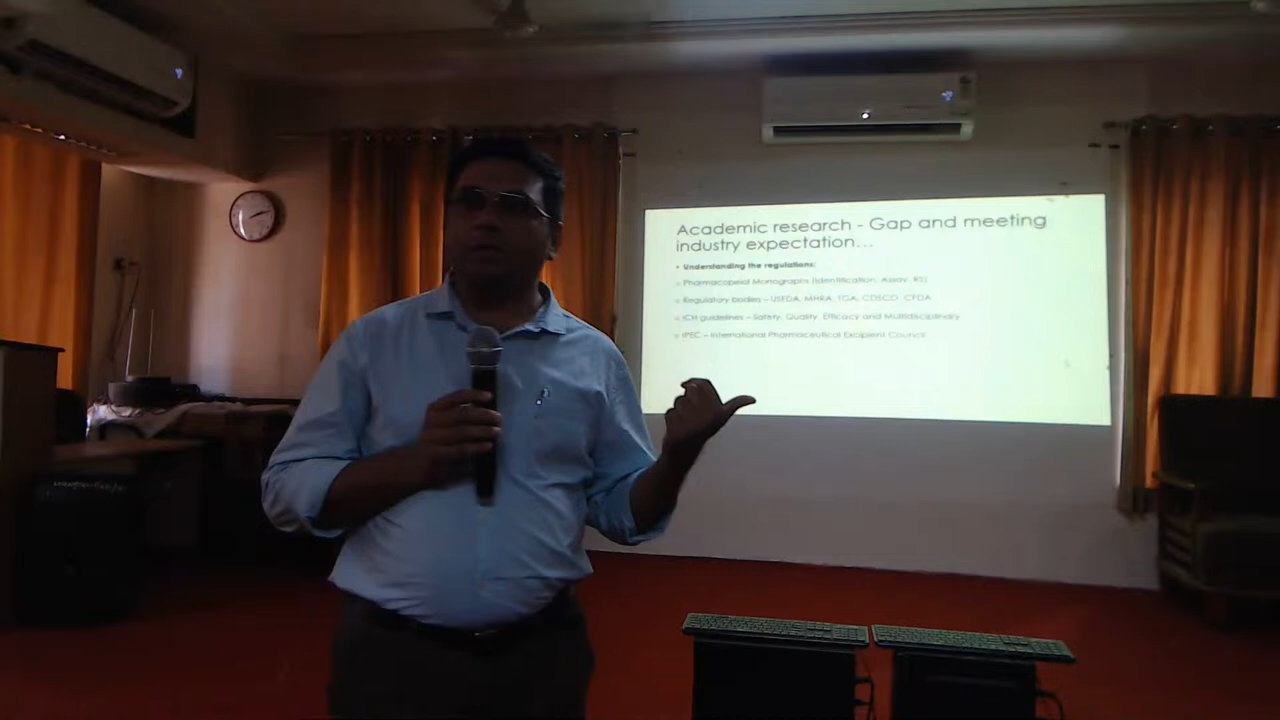 Academic research - Gap and meeting
industry expectation...
• Understanding the regulations:
Pharmacopeial Monographs (Identification, Assay, RS)
Regulatory bodies – USFDA, MHRA, TGA, CDSCO, CFDA
ICH guidelines – Safety, Quality, Efficacy and Multidisciplinary
IPEC – International Pharmaceutical Excipient Council